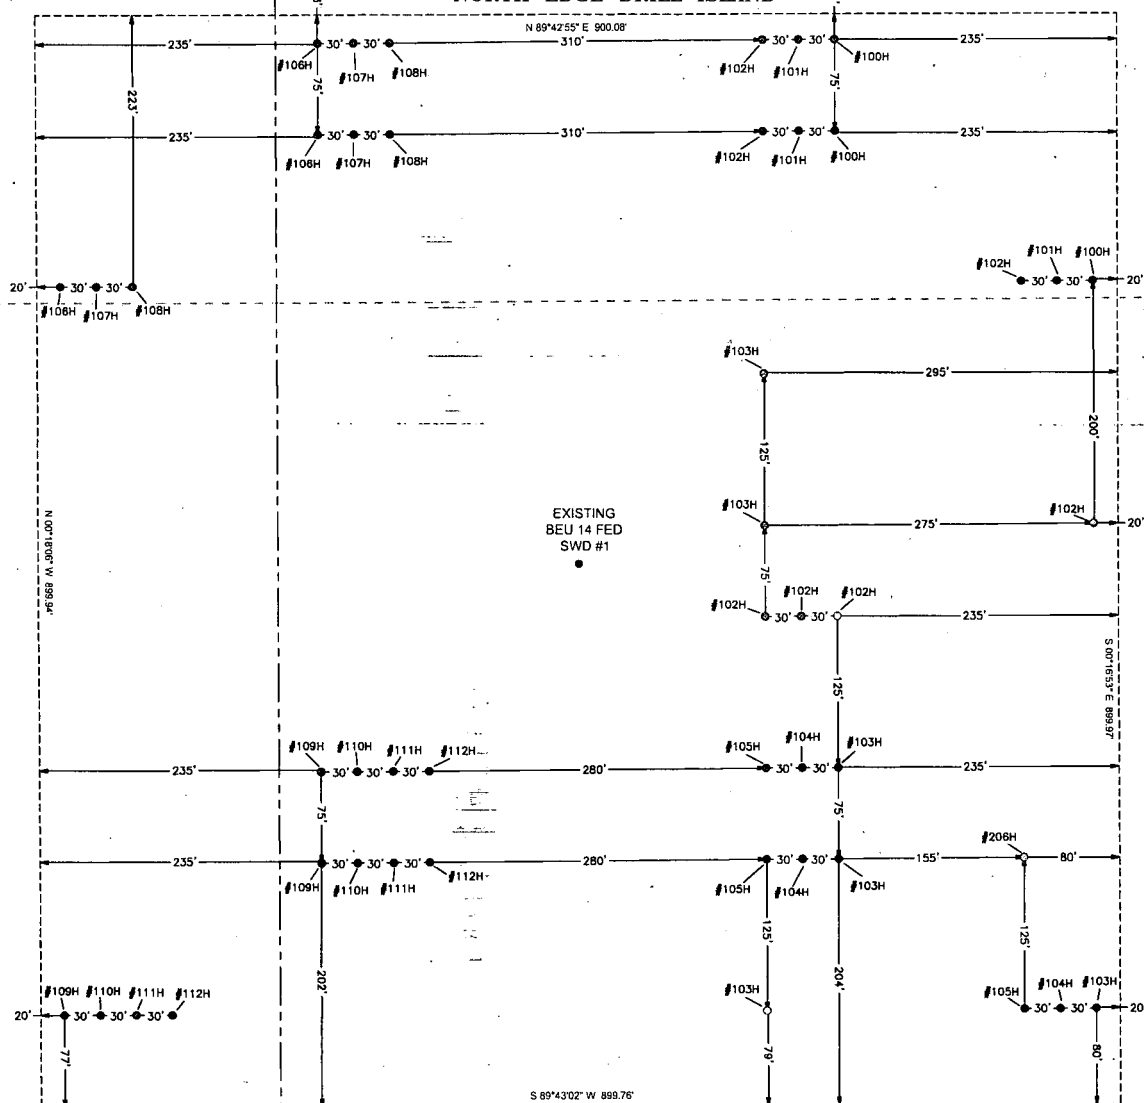 N 89°42'55" E 900.08'
235' 30' 30' 310' 30' 30' 235'
#106H #107H #108H #102H #101H #100H
223' 75' 75'
235' 30' 30' 310' 30' 30' 235'
#106H #107H #108H #102H #101H #100H
#102H #101H #100H
20' 30' 30' 30' 30' 20'
#106H #107H #108H
#103H
295'
200'
125'
#103H #102H
275' 20'
EXISTING
BEU 14 FED
SWD #1
N 00°18'06" W 899.94'
75'
#102H #102H #102H
30' 30' 235'
S 00°16'53" E 899.97'
125'
#109H #110H #111H #112H #105H #104H #103H
235' 30' 30' 30' 280' 30' 30' 235'
75' 75'
#206H
235' 30' 30' 30' 280' 30' 30' 155' 80'
#109H #110H #111H #112H #105H #104H #103H
125' 125'
202' 204'
#109H #110H #111H #112H #103H #105H #104H #103H
20' 30' 30' 30' 30' 30' 20'
77' 79' 80'
S 89°43'02" W 899.76'